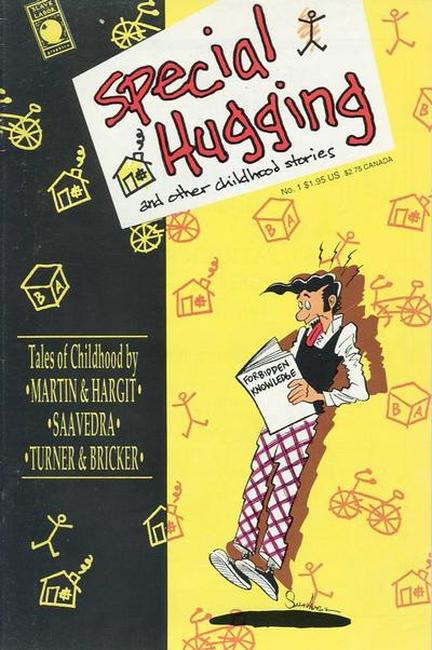 SLAVE
LABOR
graphics
special
Hugging
and other childhood stories
No. 1 $1.95 US $2.75 CANADA
B A
B A
B A
B A
FORBIDDEN
KNOWLEDGE
Tales of Childhood by
•MARTIN & HARGIT•
•SAAVEDRA•
•TURNER & BRICKER•